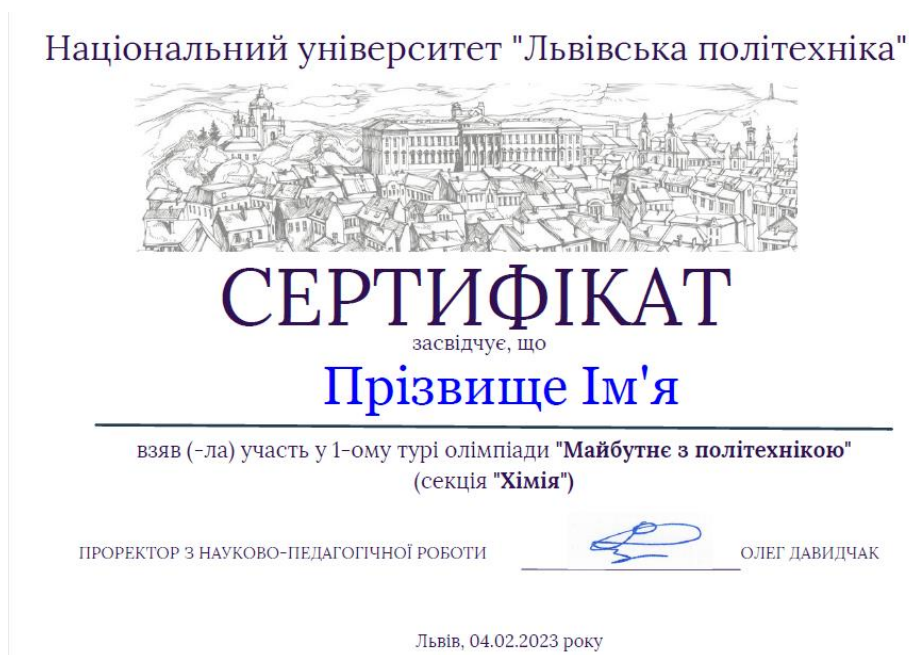 Національний університет "Львівська політехніка"
СЕРТИФІКАТ
засвідчує, що
Прізвище Ім'я
взяв (-ла) участь у 1-ому турі олімпіади "Майбутнє з політехнікою"
(секція "Хімія")
ПРОРЕКТОР З НАУКОВО-ПЕДАГОГІЧНОЇ РОБОТИ ОЛЕГ ДАВИДЧАК
Львів, 04.02.2023 року